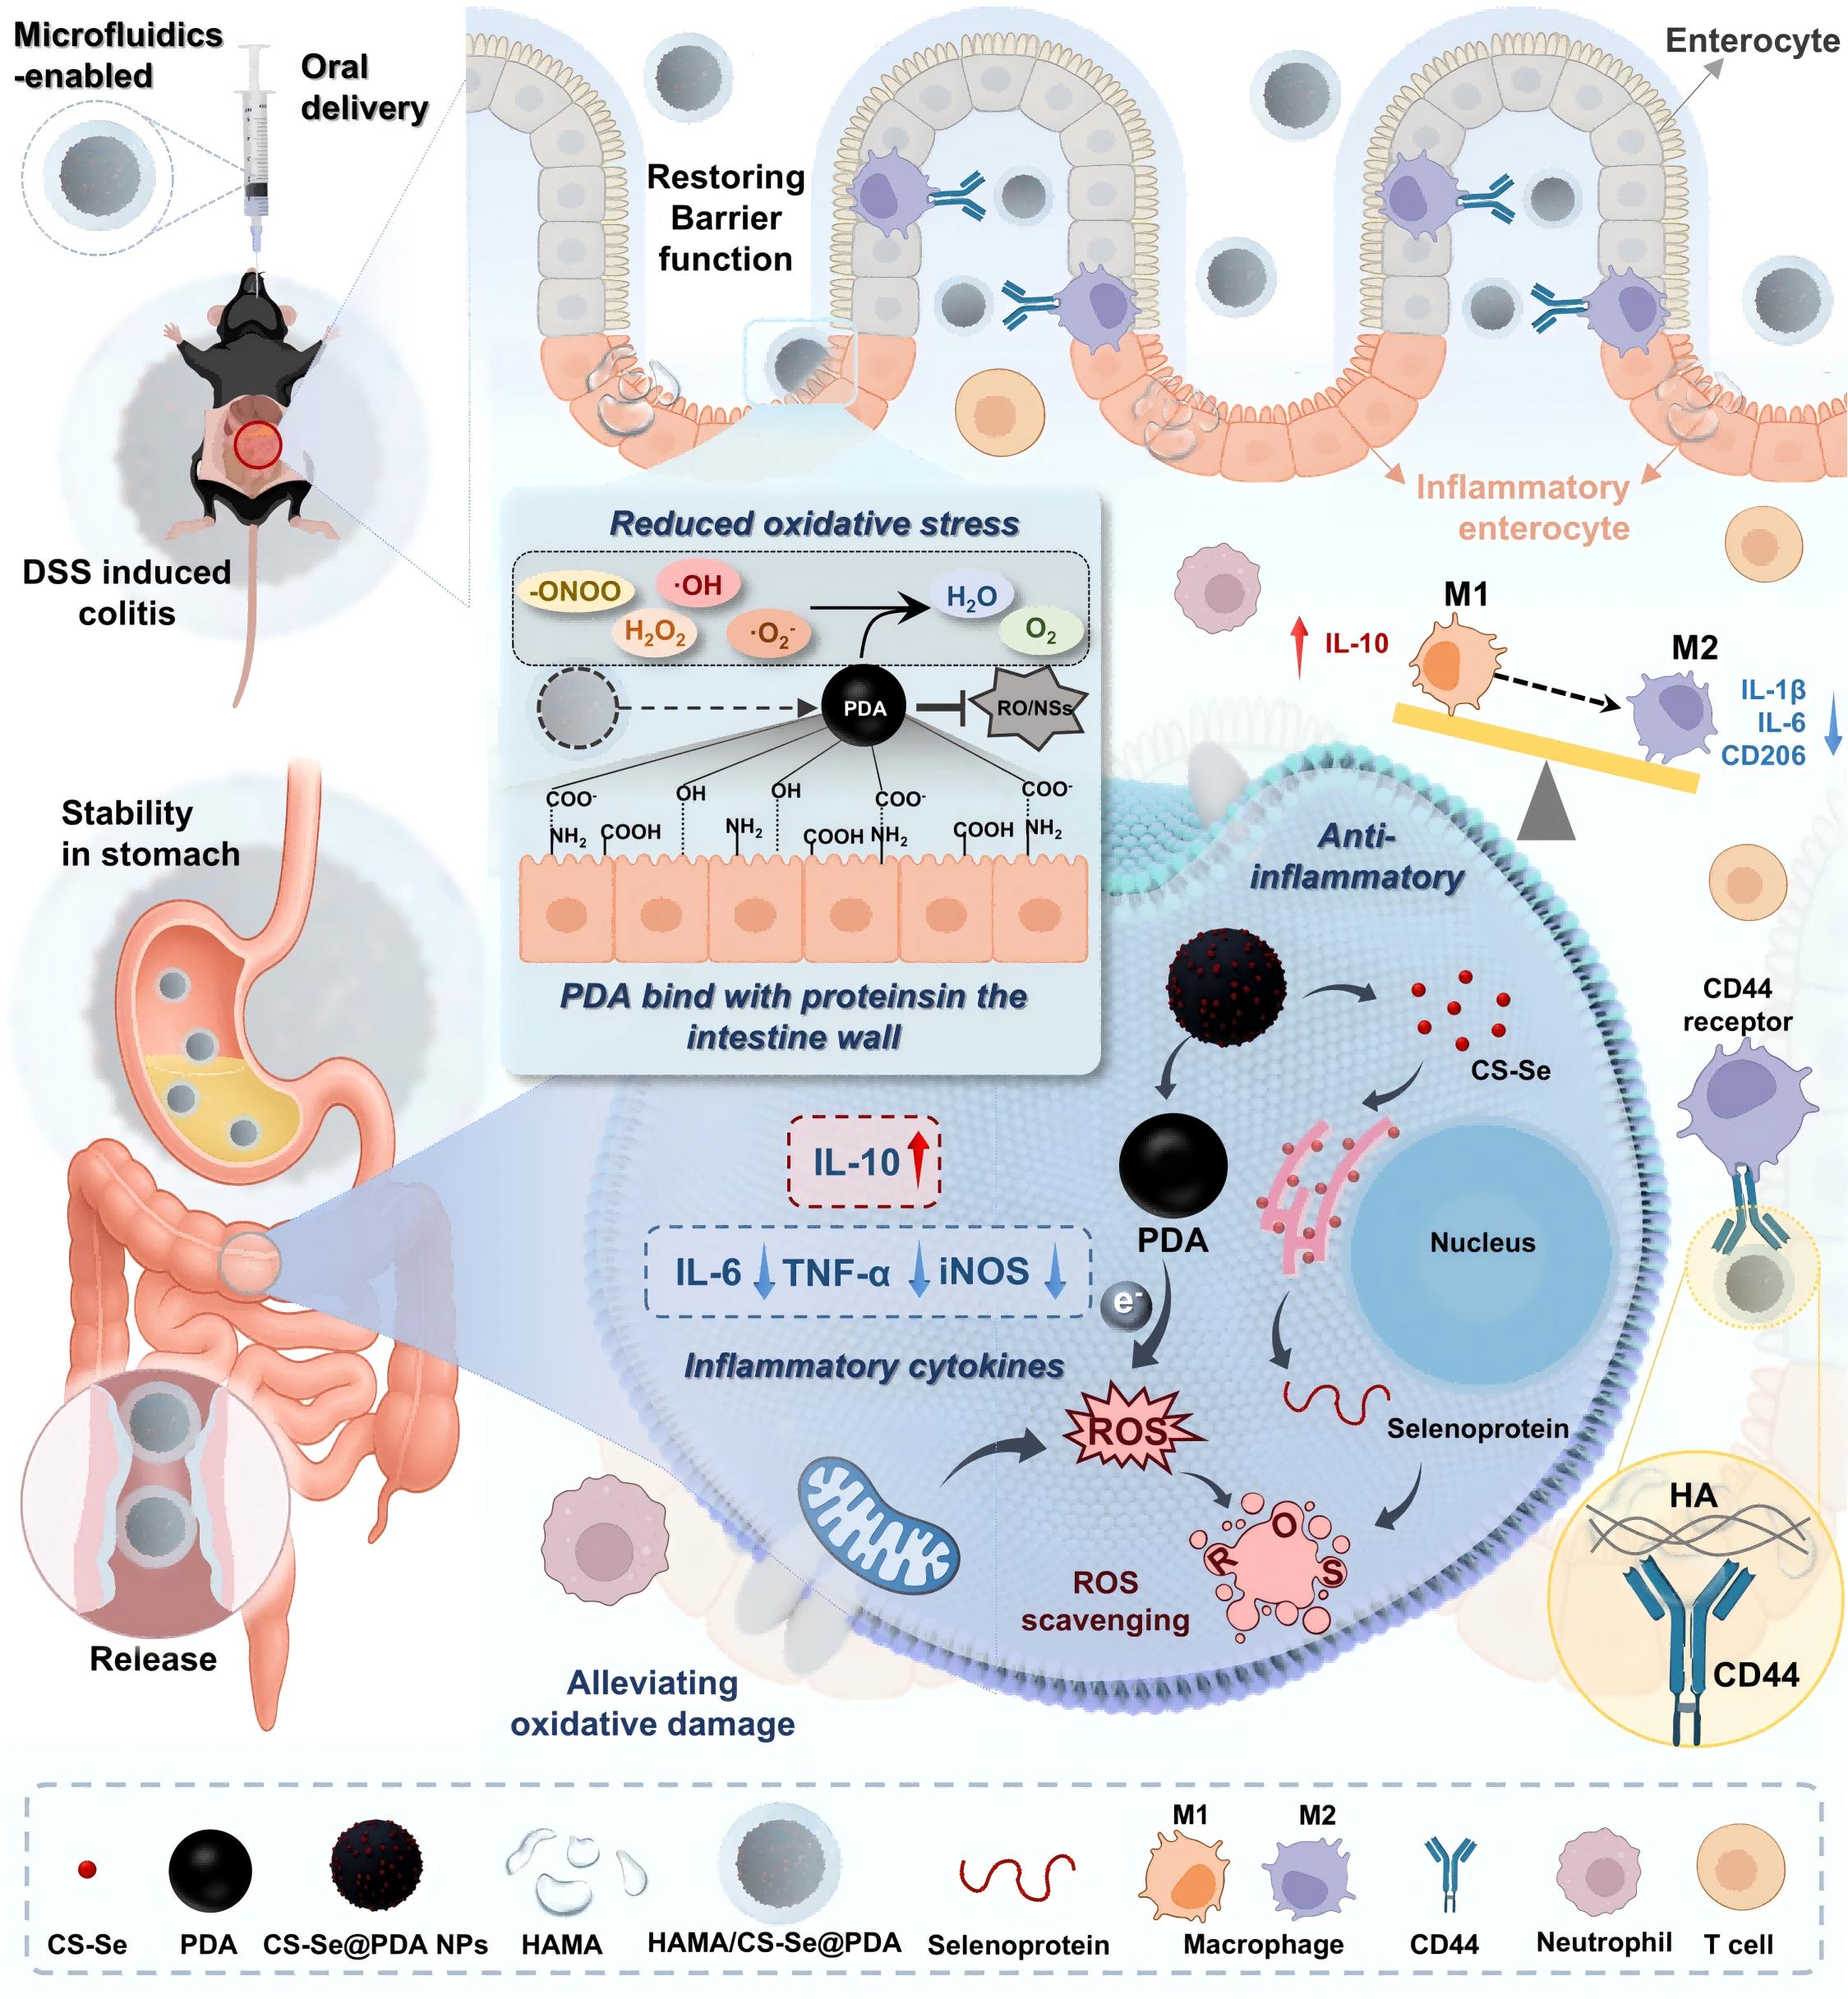 Microfluidics
-enabled
Oral
delivery
DSS induced
colitis
Enterocyte
Restoring
Barrier
function
Inflammatory
enterocyte
Reduced oxidative stress
-ONOO
·OH
H₂O₂
·O₂⁻
H₂O
O₂
PDA
RO/NSs
COO⁻
OH
OH
COO⁻
COO⁻
NH₂
COOH
NH₂
COOH
NH₂
COOH
NH₂
PDA bind with proteinsin the
intestine wall
IL-10
M1
M2
IL-1β
IL-6
CD206
Stability
in stomach
Release
Anti-
inflammatory
CS-Se
PDA
Nucleus
IL-10
IL-6
TNF-α
iNOS
Inflammatory cytokines
e⁻
ROS
Selenoprotein
R
O
S
ROS
scavenging
Alleviating
oxidative damage
CD44
receptor
HA
CD44
M1
M2
CS-Se
PDA
CS-Se@PDA NPs
HAMA
HAMA/CS-Se@PDA
Selenoprotein
Macrophage
CD44
Neutrophil
T cell